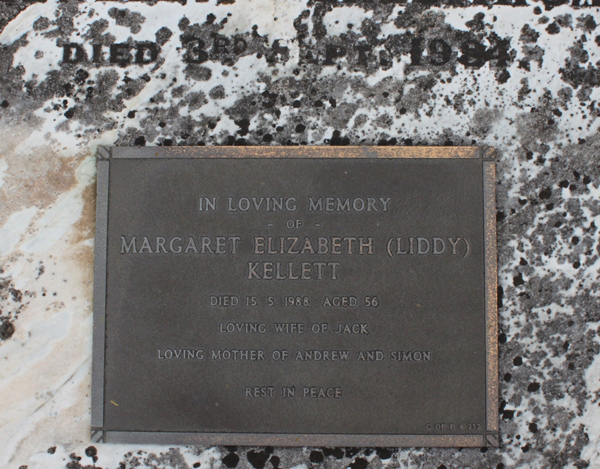 DIED 3RD SEPT. 1984.
IN LOVING MEMORY
- OF -
MARGARET ELIZABETH (LIDDY)
KELLETT
DIED 15. 5. 1988. AGED 56
LOVING WIFE OF JACK
LOVING MOTHER OF ANDREW AND SIMON
REST IN PEACE